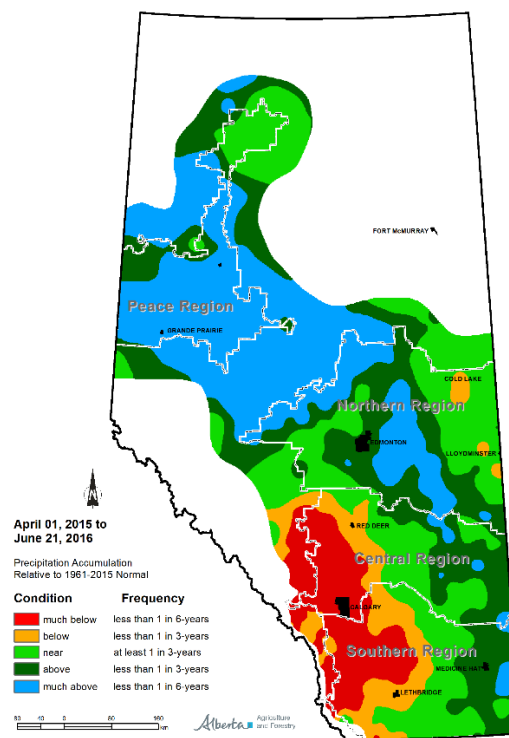 FORT McMURRAY
Peace Region
GRANDE PRAIRIE
COLD LAKE
Northern Region
EDMONTON
LLOYDMINSTER
April 01, 2015 to
June 21, 2016
RED DEER
Precipitation Accumulation
Relative to 1961-2015 Normal
Central Region
Condition Frequency
CALGARY
much below less than 1 in 6-years
below less than 1 in 3-years
near at least 1 in 3-years
above less than 1 in 3-years
much above less than 1 in 6-years
Southern Region
MEDICINE HAT
LETHBRIDGE
Alberta Agriculture
and Forestry
km